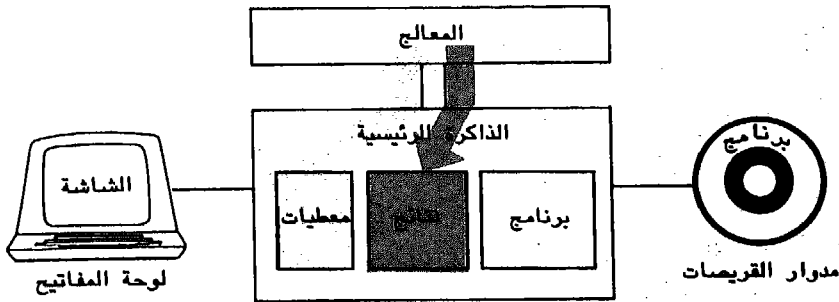 المعالج
الذاكرة الرئيسية
برنامج
نتائج
معطيات
الشاشة
لوحة المفاتيح
برنامج
مدوار القريصات